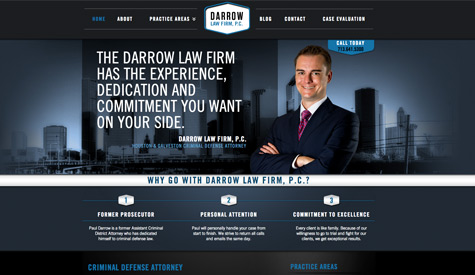 HOME ABOUT PRACTICE AREAS DARROW LAW FIRM, P.C. BLOG CONTACT CASE EVALUATION
CALL TODAY
THE DARROW LAW FIRM
HAS THE EXPERIENCE,
DEDICATION AND
COMMITMENT YOU WANT
ON YOUR SIDE.
DARROW LAW FIRM, P.C.
HOUSTON & GALVESTON CRIMINAL DEFENSE ATTORNEY
WHY GO WITH DARROW LAW FIRM, P.C.?
1 2 3
FORMER PROSECUTOR
Paul Darrow is a former Assistant Criminal
District Attorney who has dedicated
himself to criminal defense law.
PERSONAL ATTENTION
Paul will personally handle your case from
start to finish. We strive to return all calls
and emails the same day.
COMMITMENT TO EXCELLENCE
Every client is like family. Because of our
willingness to go to trial and fight for our
clients, we get exceptional results.
CRIMINAL DEFENSE ATTORNEY
PRACTICE AREAS